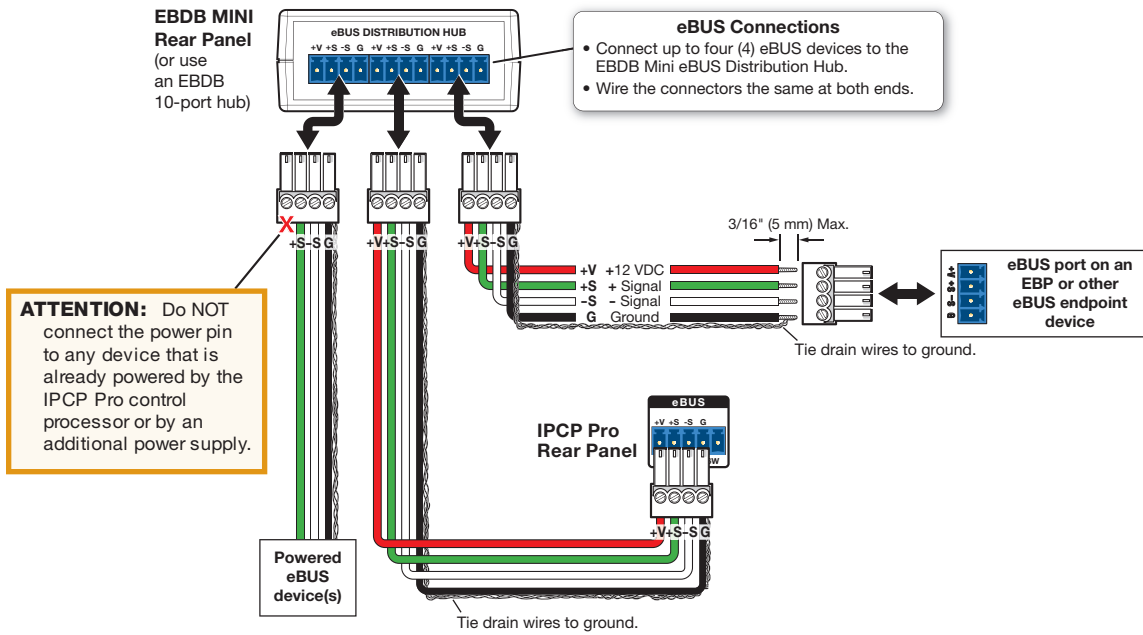 EBDB MINI
Rear Panel
(or use
an EBDB
10-port hub)
eBUS DISTRIBUTION HUB
+V +S -S G +V +S -S G +V +S -S G
eBUS Connections
• Connect up to four (4) eBUS devices to the
EBDB Mini eBUS Distribution Hub.
• Wire the connectors the same at both ends.
X
+S -S G
+V +S -S G
+V +S -S G
3/16" (5 mm) Max.
+V +12 VDC
+S + Signal
-S - Signal
G Ground
Tie drain wires to ground.
eBUS port on an
EBP or other
eBUS endpoint
device
ATTENTION: Do NOT
connect the power pin
to any device that is
already powered by the
IPCP Pro control
processor or by an
additional power supply.
IPCP Pro
Rear Panel
eBUS
+V +S -S G
+V +S -S G
Powered
eBUS
device(s)
Tie drain wires to ground.